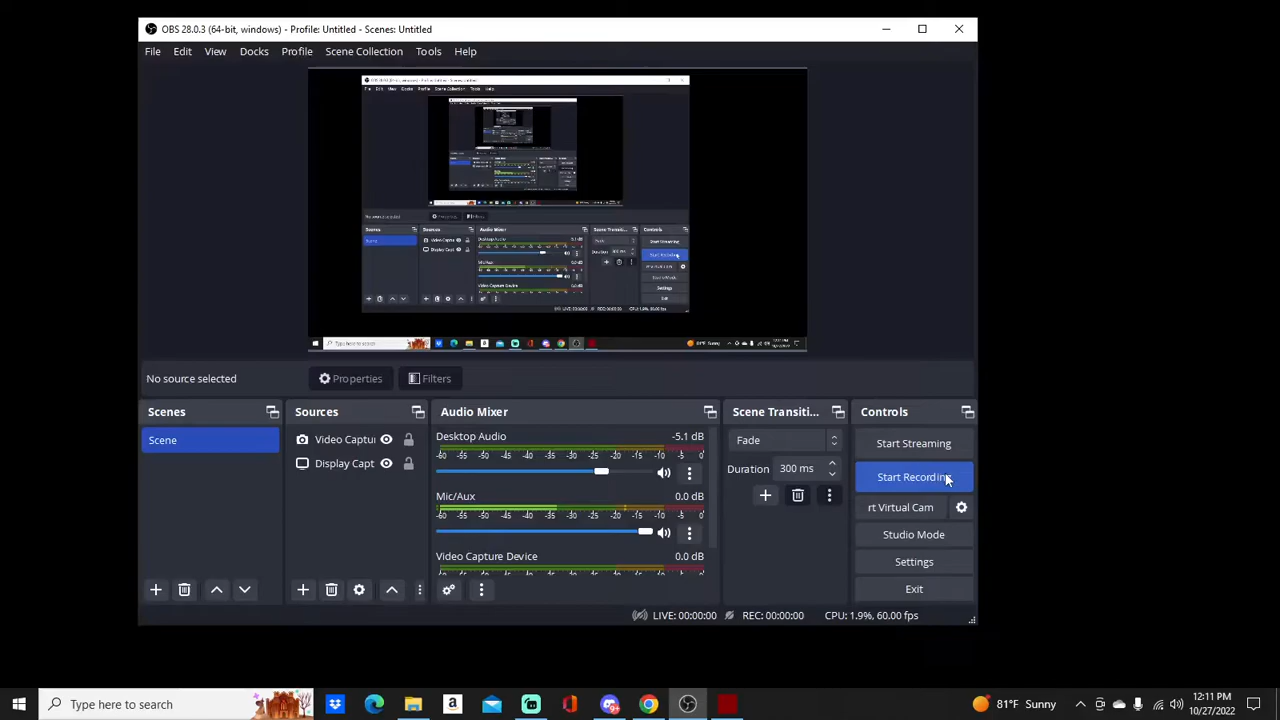 OBS 28.0.3 (64-bit, windows) - Profile: Untitled - Scenes: Untitled
File Edit View Docks Profile Scene Collection Tools Help
No source selected Properties Filters
Scenes Sources Audio Mixer Scene Transiti... Controls
Scene
Video Captu
Display Capt
Desktop Audio -5.1 dB
-60 -55 -50 -45 -40 -35 -30 -25 -20 -15 -10 -5 0
Mic/Aux 0.0 dB
-60 -55 -50 -45 -40 -35 -30 -25 -20 -15 -10 -5 0
Video Capture Device 0.0 dB
Fade
Duration 300 ms
Start Streaming
Start Recording
rt Virtual Cam
Studio Mode
Settings
Exit
LIVE: 00:00:00 REC: 00:00:00 CPU: 1.9%, 60.00 fps
Type here to search
81°F Sunny
12:11 PM
10/27/2022